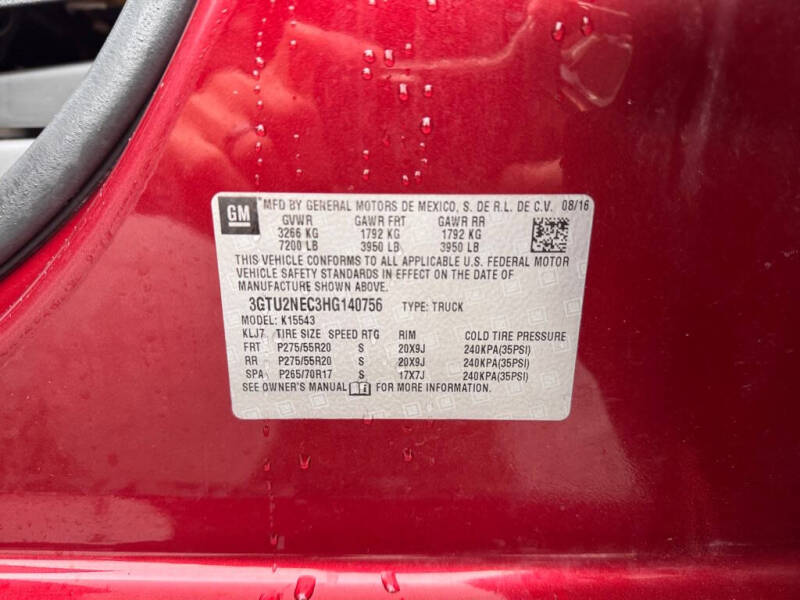 GM
MFD BY GENERAL MOTORS DE MEXICO, S. DE R.L. DE C.V. 08/16
GVWR GAWR FRT GAWR RR
3266 KG 1792 KG 1792 KG
7200 LB 3950 LB 3950 LB
THIS VEHICLE CONFORMS TO ALL APPLICABLE U.S. FEDERAL MOTOR
VEHICLE SAFETY STANDARDS IN EFFECT ON THE DATE OF
MANUFACTURE SHOWN ABOVE.
3GTU2NEC3HG140756 TYPE: TRUCK
MODEL: K15543
KLJ7 TIRE SIZE SPEED RTG RIM COLD TIRE PRESSURE
FRT P275/55R20 S 20X9J 240KPA(35PSI)
RR P275/55R20 S 20X9J 240KPA(35PSI)
SPA P265/70R17 S 17X7J 240KPA(35PSI)
SEE OWNER'S MANUAL FOR MORE INFORMATION.